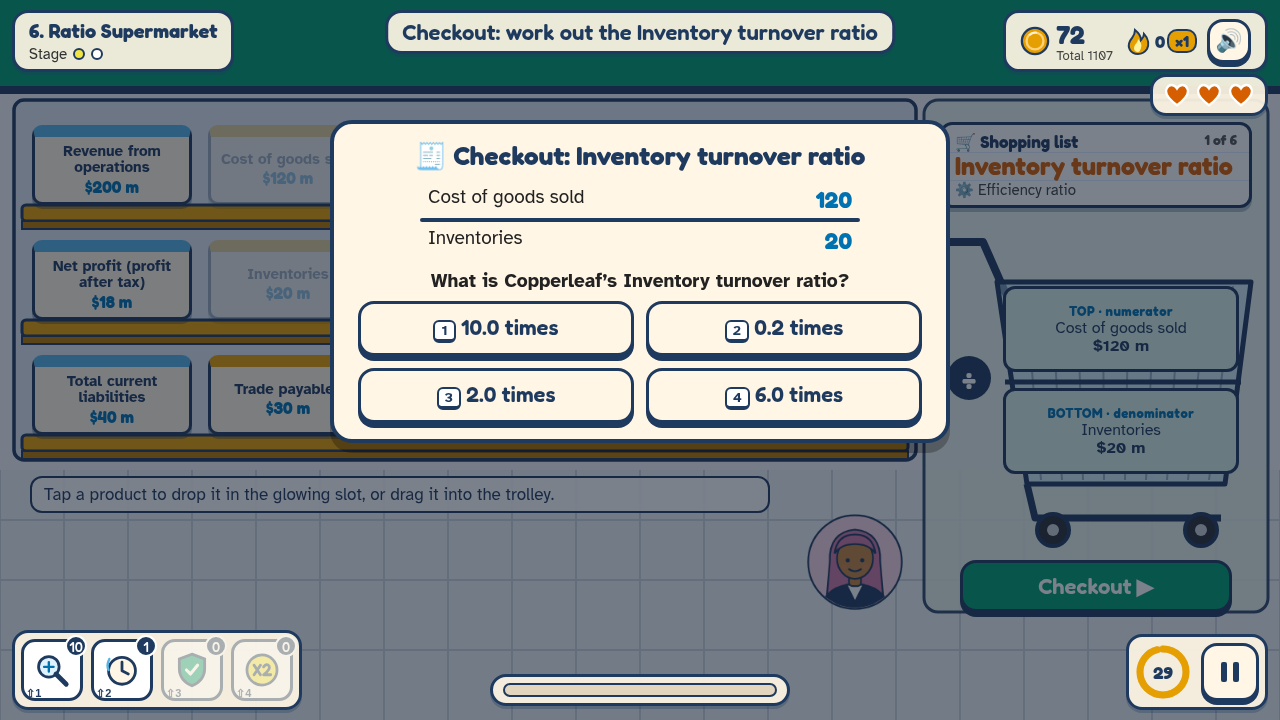 6. Ratio Supermarket
Stage
Checkout: work out the Inventory turnover ratio
72
Total 1107
0
x1
Revenue from
operations
$200 m
Cost of goods s
$120 m
Net profit (profit
after tax)
$18 m
Inventories
$20 m
Total current
liabilities
$40 m
Trade payable
$30 m
🧾 Checkout: Inventory turnover ratio
Cost of goods sold 120
Inventories 20
What is Copperleaf’s Inventory turnover ratio?
1 10.0 times
2 0.2 times
3 2.0 times
4 6.0 times
🛒 Shopping list 1 of 6
Inventory turnover ratio
⚙️ Efficiency ratio
TOP · numerator
Cost of goods sold
$120 m
÷
BOTTOM · denominator
Inventories
$20 m
Checkout ▶
Tap a product to drop it in the glowing slot, or drag it into the trolley.
10
⇧1
1
⇧2
0
⇧3
X2
0
⇧4
29